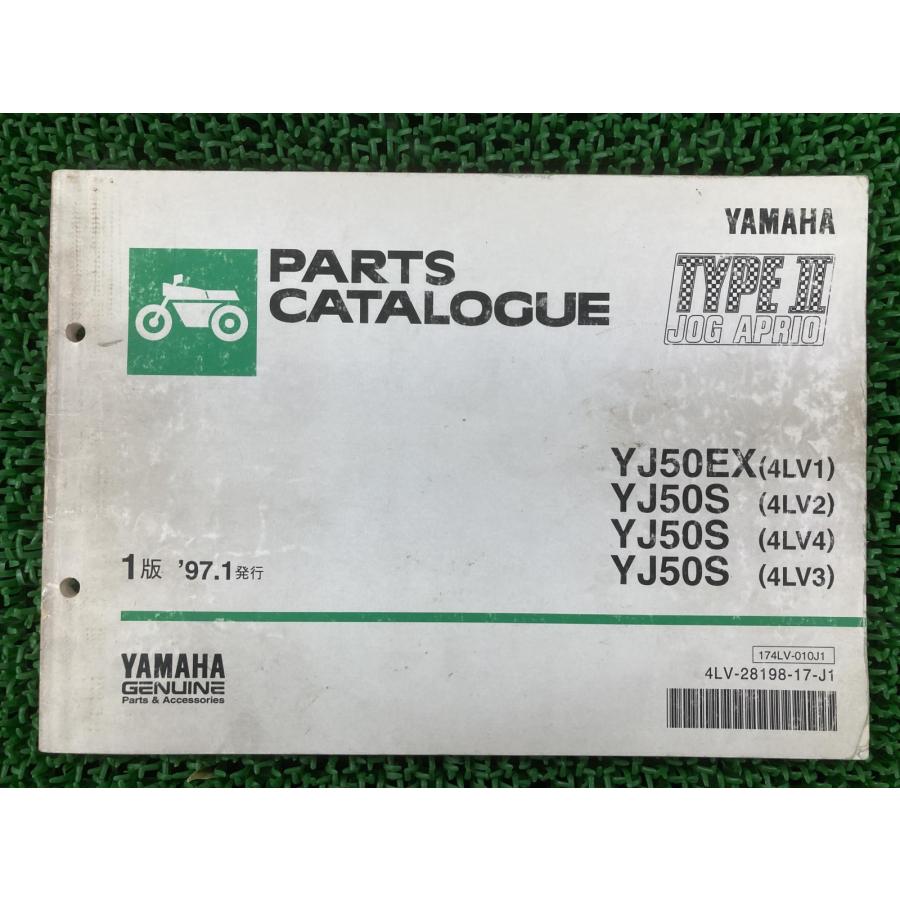 YAMAHA
PARTS
CATALOGUE
TYPE II
JOG APRIO
YJ50EX (4LV1)
YJ50S (4LV2)
YJ50S (4LV4)
YJ50S (4LV3)
1版 '97.1発行
YAMAHA
GENUINE
Parts & Accessories
174LV-010J1
4LV-28198-17-J1